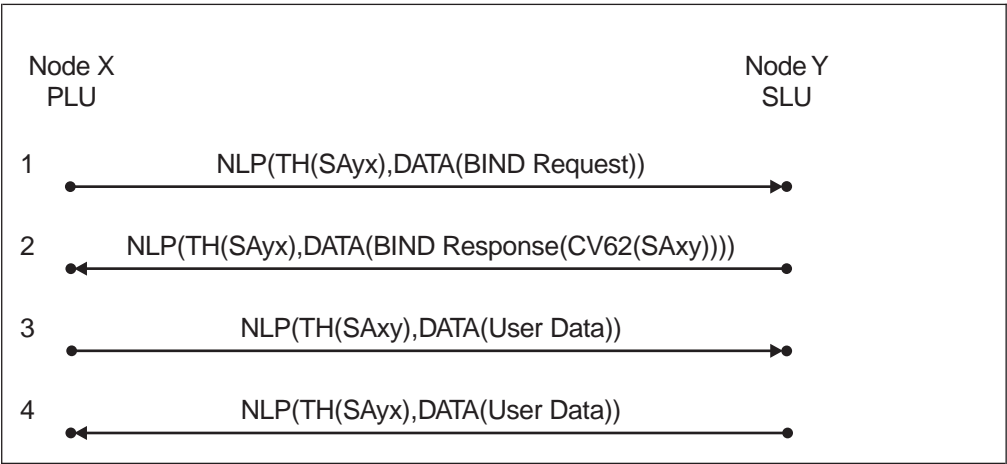 Node X Node Y
PLU SLU
1 NLP(TH(SAyx),DATA(BIND Request))
2 NLP(TH(SAyx),DATA(BIND Response(CV62(SAxy))))
3 NLP(TH(SAxy),DATA(User Data))
4 NLP(TH(SAyx),DATA(User Data))